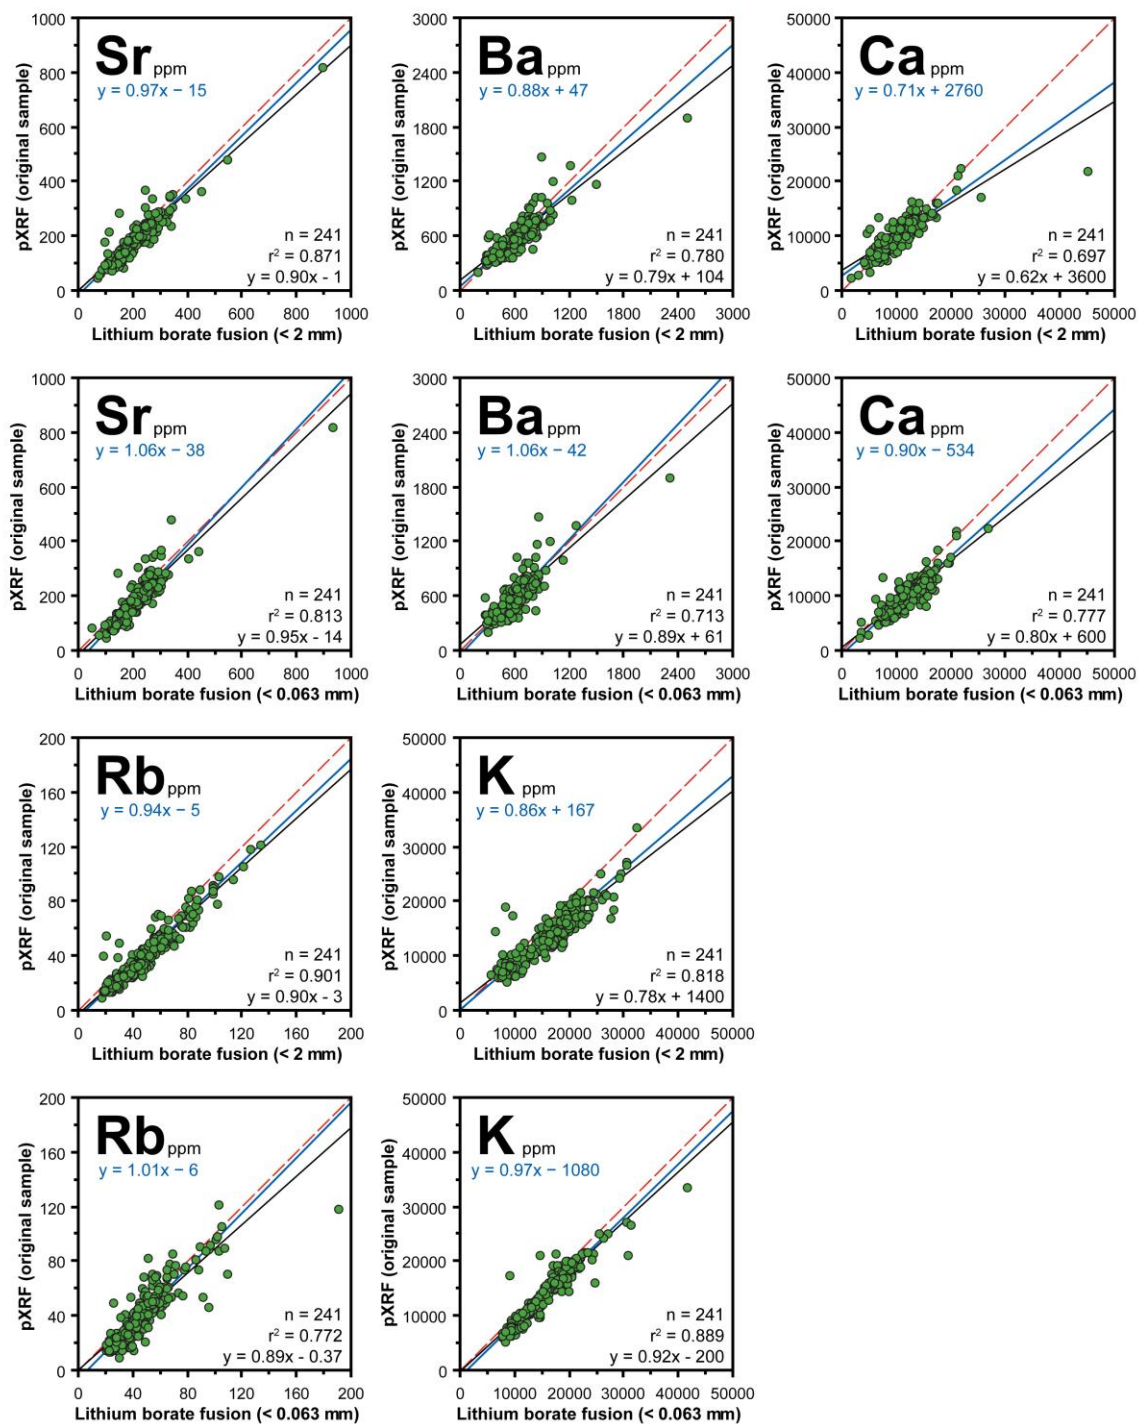 Sr ppm
y = 0.97x − 15
n = 241
r² = 0.871
y = 0.90x - 1
1000
800
600
400
200
0
0 200 400 600 800 1000
pXRF (original sample)
Lithium borate fusion (< 2 mm)
Ba ppm
y = 0.88x + 47
n = 241
r² = 0.780
y = 0.79x + 104
3000
2400
1800
1200
600
0
0 600 1200 1800 2400 3000
pXRF (original sample)
Lithium borate fusion (< 2 mm)
Ca ppm
y = 0.71x + 2760
n = 241
r² = 0.697
y = 0.62x + 3600
50000
40000
30000
20000
10000
0
0 10000 20000 30000 40000 50000
pXRF (original sample)
Lithium borate fusion (< 2 mm)
Sr ppm
y = 1.06x − 38
n = 241
r² = 0.813
y = 0.95x - 14
1000
800
600
400
200
0
0 200 400 600 800 1000
pXRF (original sample)
Lithium borate fusion (< 0.063 mm)
Ba ppm
y = 1.06x − 42
n = 241
r² = 0.713
y = 0.89x + 61
3000
2400
1800
1200
600
0
0 600 1200 1800 2400 3000
pXRF (original sample)
Lithium borate fusion (< 0.063 mm)
Ca ppm
y = 0.90x − 534
n = 241
r² = 0.777
y = 0.80x + 600
50000
40000
30000
20000
10000
0
0 10000 20000 30000 40000 50000
pXRF (original sample)
Lithium borate fusion (< 0.063 mm)
Rb ppm
y = 0.94x − 5
n = 241
r² = 0.901
y = 0.90x - 3
200
160
120
80
40
0
0 40 80 120 160 200
pXRF (original sample)
Lithium borate fusion (< 2 mm)
K ppm
y = 0.86x + 167
n = 241
r² = 0.818
y = 0.78x + 1400
50000
40000
30000
20000
10000
0
0 10000 20000 30000 40000 50000
pXRF (original sample)
Lithium borate fusion (< 2 mm)
Rb ppm
y = 1.01x − 6
n = 241
r² = 0.772
y = 0.89x - 0.37
200
160
120
80
40
0
0 40 80 120 160 200
pXRF (original sample)
Lithium borate fusion (< 0.063 mm)
K ppm
y = 0.97x − 1080
n = 241
r² = 0.889
y = 0.92x - 200
50000
40000
30000
20000
10000
0
0 10000 20000 30000 40000 50000
pXRF (original sample)
Lithium borate fusion (< 0.063 mm)